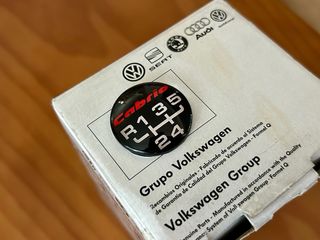 SEAT
Audi
Cabrio
R 1 3 5
2 4
Grupo Volkswagen
Recambios Originales - Fabricado de acuerdo al Sistema
de Garantía de Calidad del Grupo Volkswagen - Formel Q
Volkswagen Group
Genuine Parts - Manufactured in accordance with the Quality
System of Volkswagen Group - Formel Q